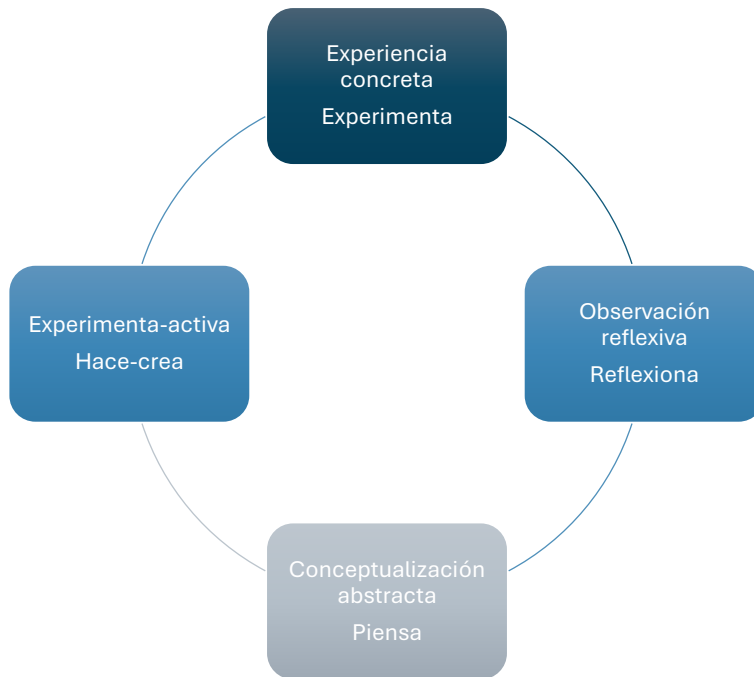 Experiencia
concreta
Experimenta
Experimenta-activa
Hace-crea
Observación
reflexiva
Reflexiona
Conceptualización
abstracta
Piensa